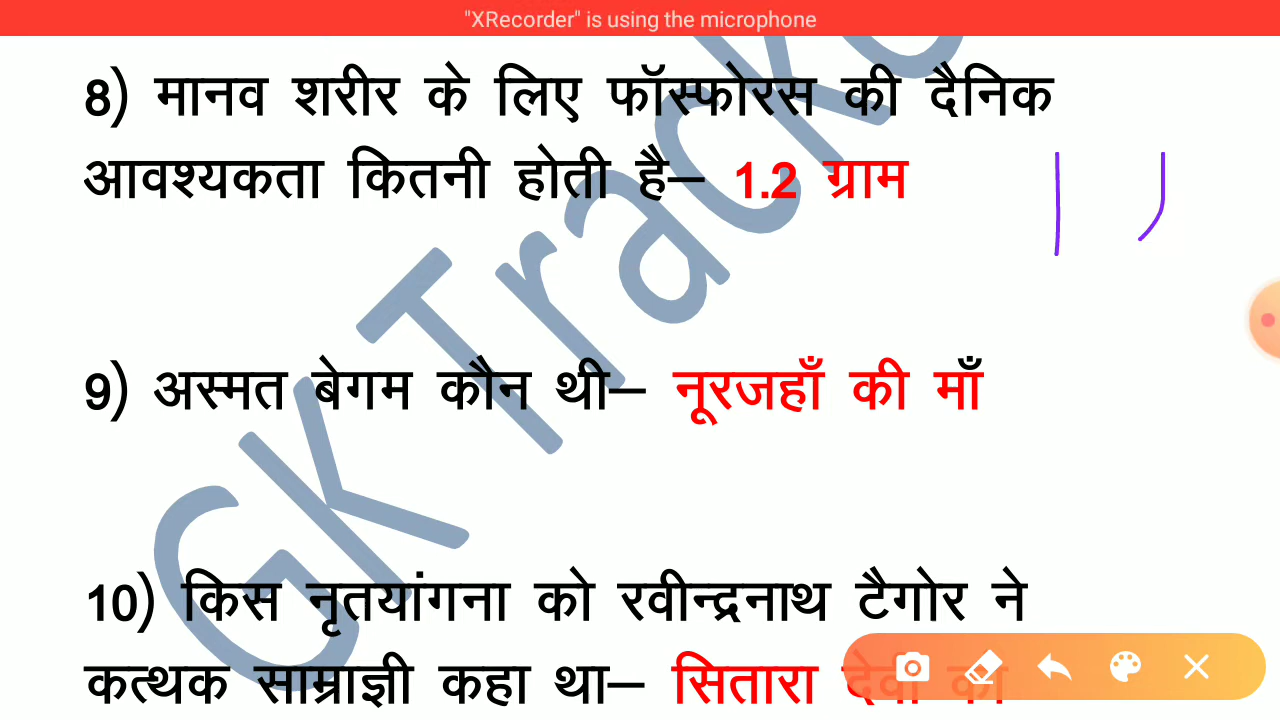 "XRecorder" is using the microphone
8) मानव शरीर के लिए फॉस्फोरस की दैनिक
आवश्यकता कितनी होती है– 1.2 ग्राम
9) अस्मत बेगम कौन थी– नूरजहाँ की माँ
10) किस नृतयांगना को रवीन्द्रनाथ टैगोर ने
कत्थक साम्राज्ञी कहा था– सितारा देवी को
GK Tracke